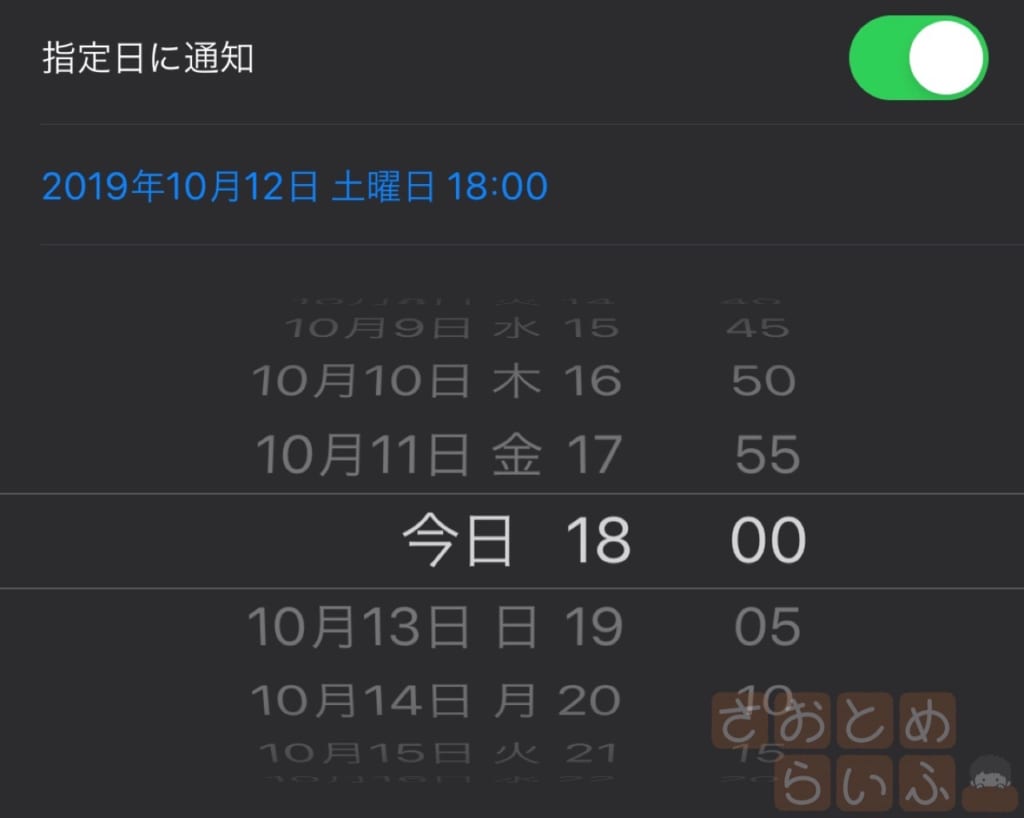 指定日に通知
2019年10月12日 土曜日 18:00
10月9日 水 15 45
10月10日 木 16 50
10月11日 金 17 55
今日 18 00
10月13日 日 19 05
10月14日 月 20 10
10月15日 火 21 15
さおとめ
らいふ